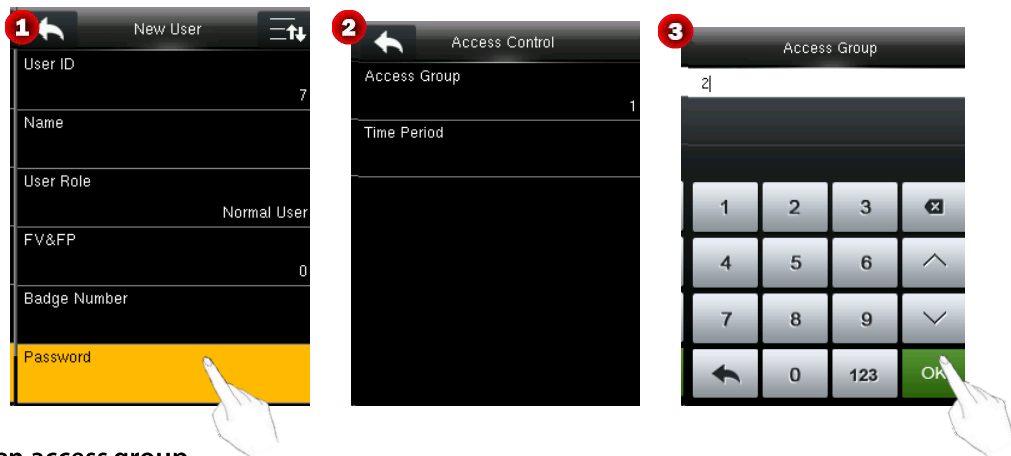 1
New User
User ID
7
Name
User Role
Normal User
FV&FP
0
Badge Number
Password
2
Access Control
Access Group
1
Time Period
3
Access Group
2
1 2 3
4 5 6
7 8 9
0 123 OK
access group